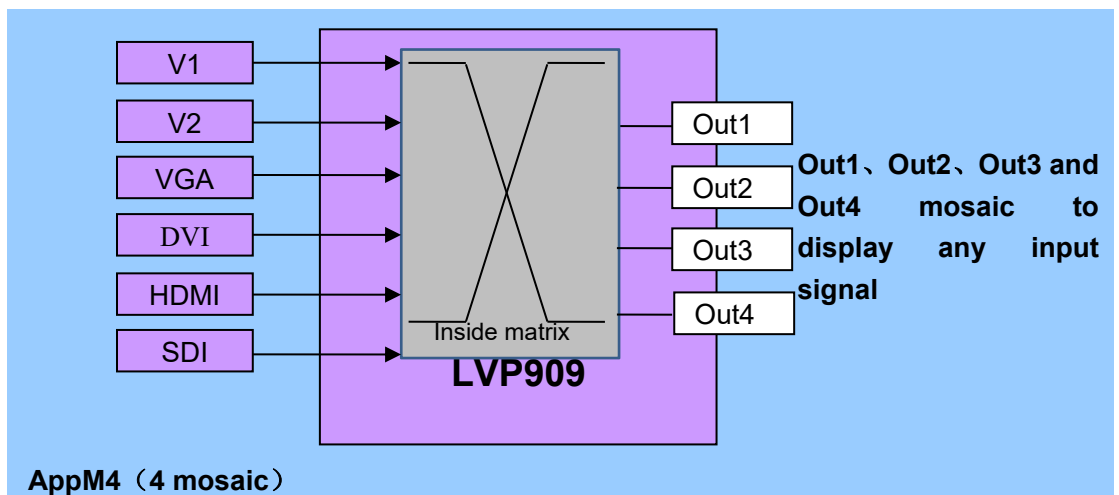 V1
V2
VGA
DVI
HDMI
SDI
Inside matrix
LVP909
Out1
Out2
Out3
Out4
Out1、Out2、Out3 and
Out4 mosaic to
display any input
signal
AppM4（4 mosaic）